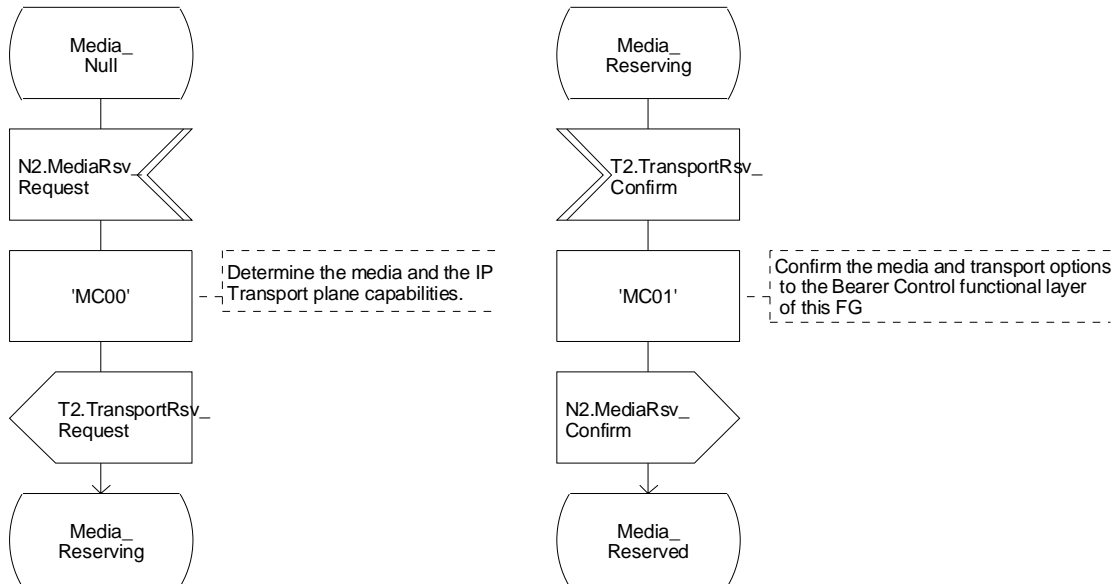 Media_
Null
N2.MediaRsv_
Request
'MC00'
Determine the media and the IP
Transport plane capabilities.
T2.TransportRsv_
Request
Media_
Reserving
Media_
Reserving
T2.TransportRsv_
Confirm
'MC01'
Confirm the media and transport options
to the Bearer Control functional layer
of this FG
N2.MediaRsv_
Confirm
Media_
Reserved